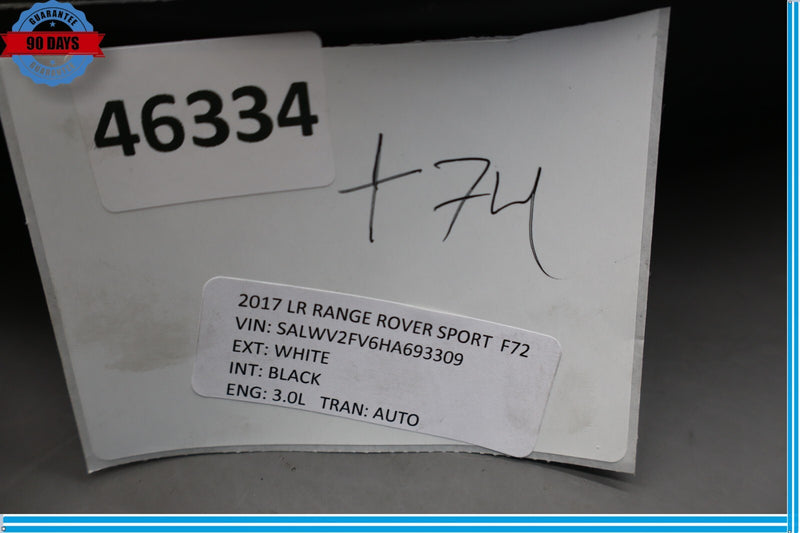 GUARANTEE
90 DAYS
GUARANTEE
46334
+74
2017 LR RANGE ROVER SPORT F72
VIN: SALWV2FV6HA693309
EXT: WHITE
INT: BLACK
ENG: 3.0L TRAN: AUTO